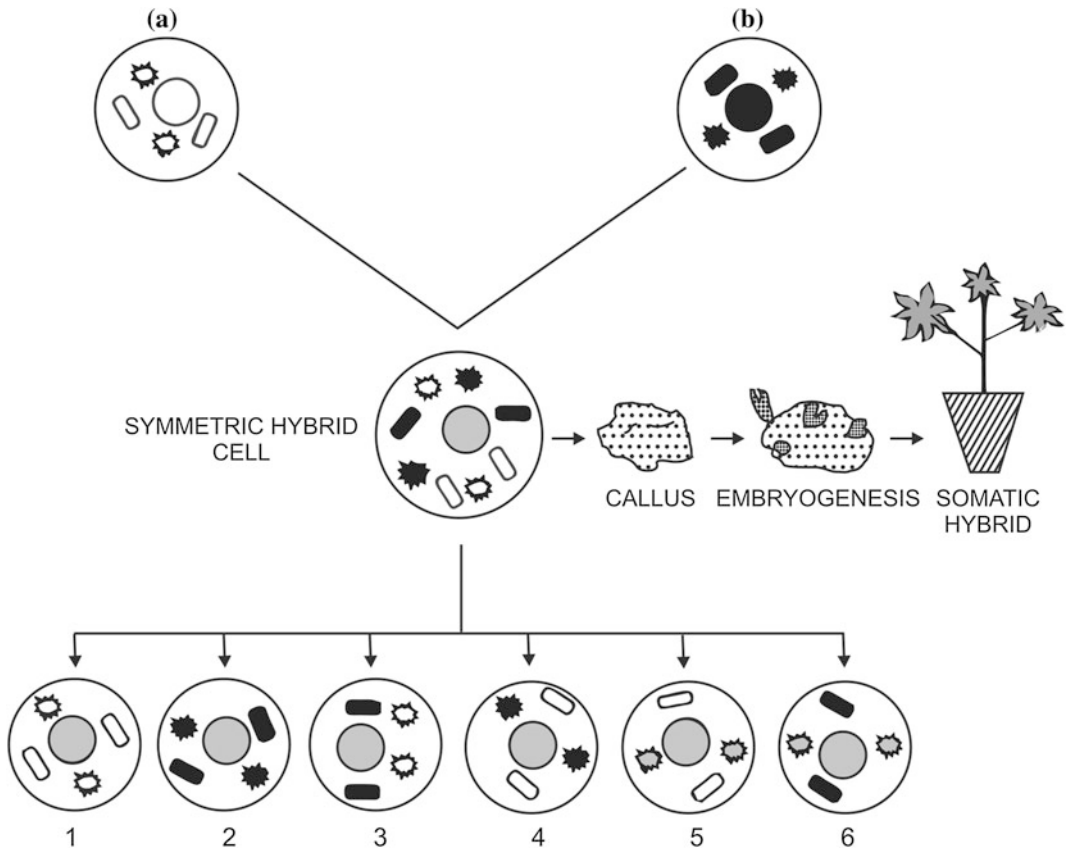 (a)
(b)
SYMMETRIC HYBRID
CELL
CALLUS
EMBRYOGENESIS
SOMATIC
HYBRID
1
2
3
4
5
6